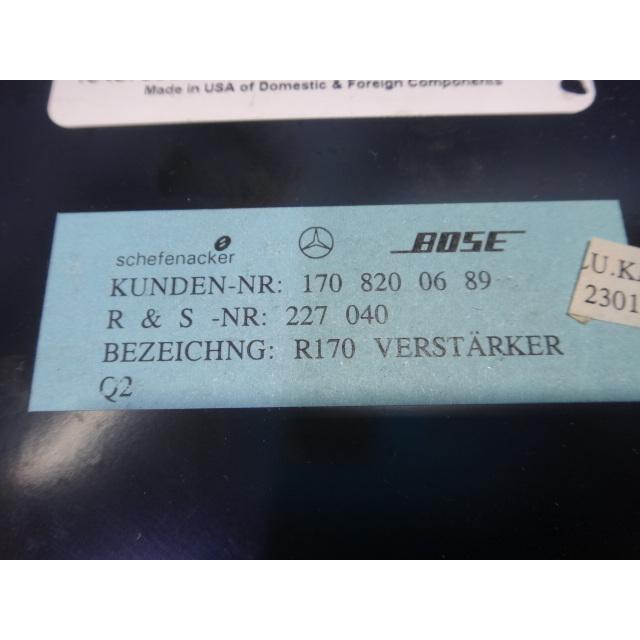 Made in USA of Domestic & Foreign Components
schefenacker
BOSE
KUNDEN-NR: 170 820 06 89
R & S -NR: 227 040
BEZEICHNG: R170 VERSTÄRKER
Q2
U.K
2301